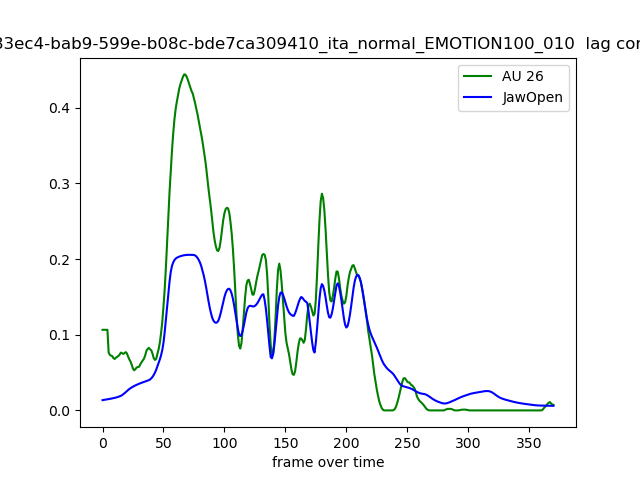 33ec4-bab9-599e-b08c-bde7ca309410_ita_normal_EMOTION100_010 lag cor
AU 26
JawOpen
0.4
0.3
0.2
0.1
0.0
0 50 100 150 200 250 300 350
frame over time